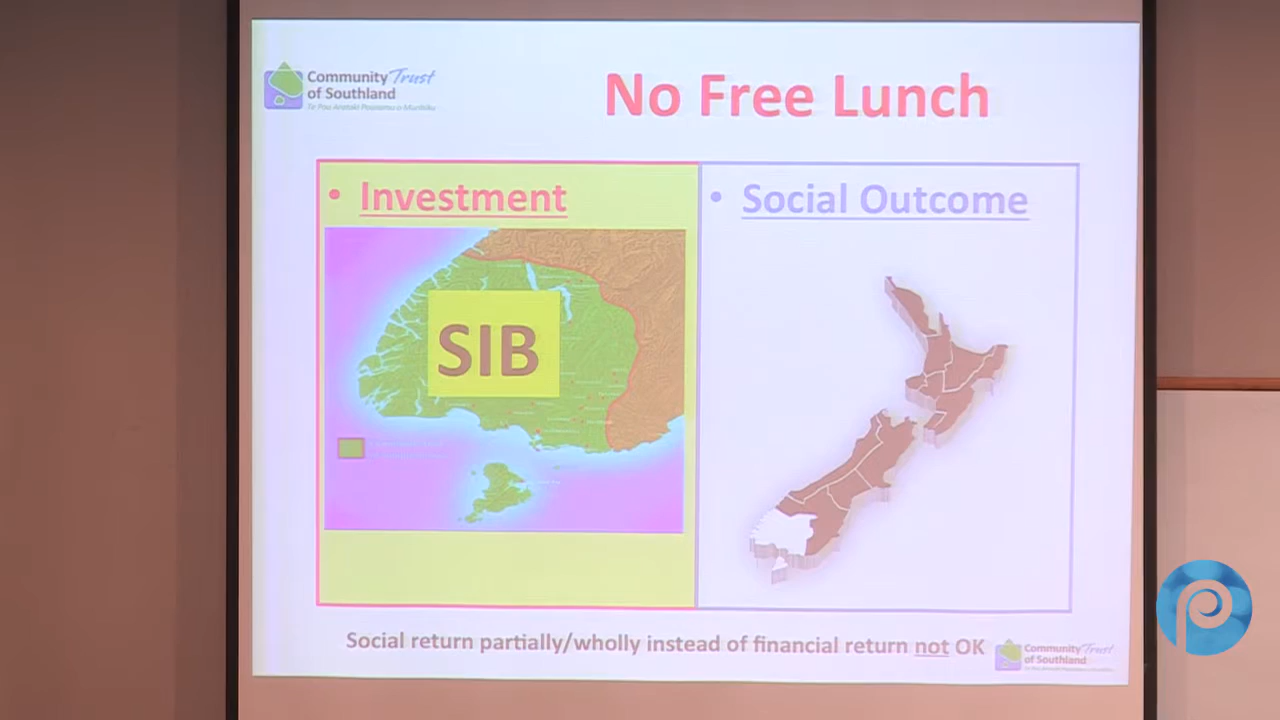 Community Trust
of Southland
No Free Lunch
• Investment
• Social Outcome
SIB
Social return partially/wholly instead of financial return not OK
Community Trust
of Southland